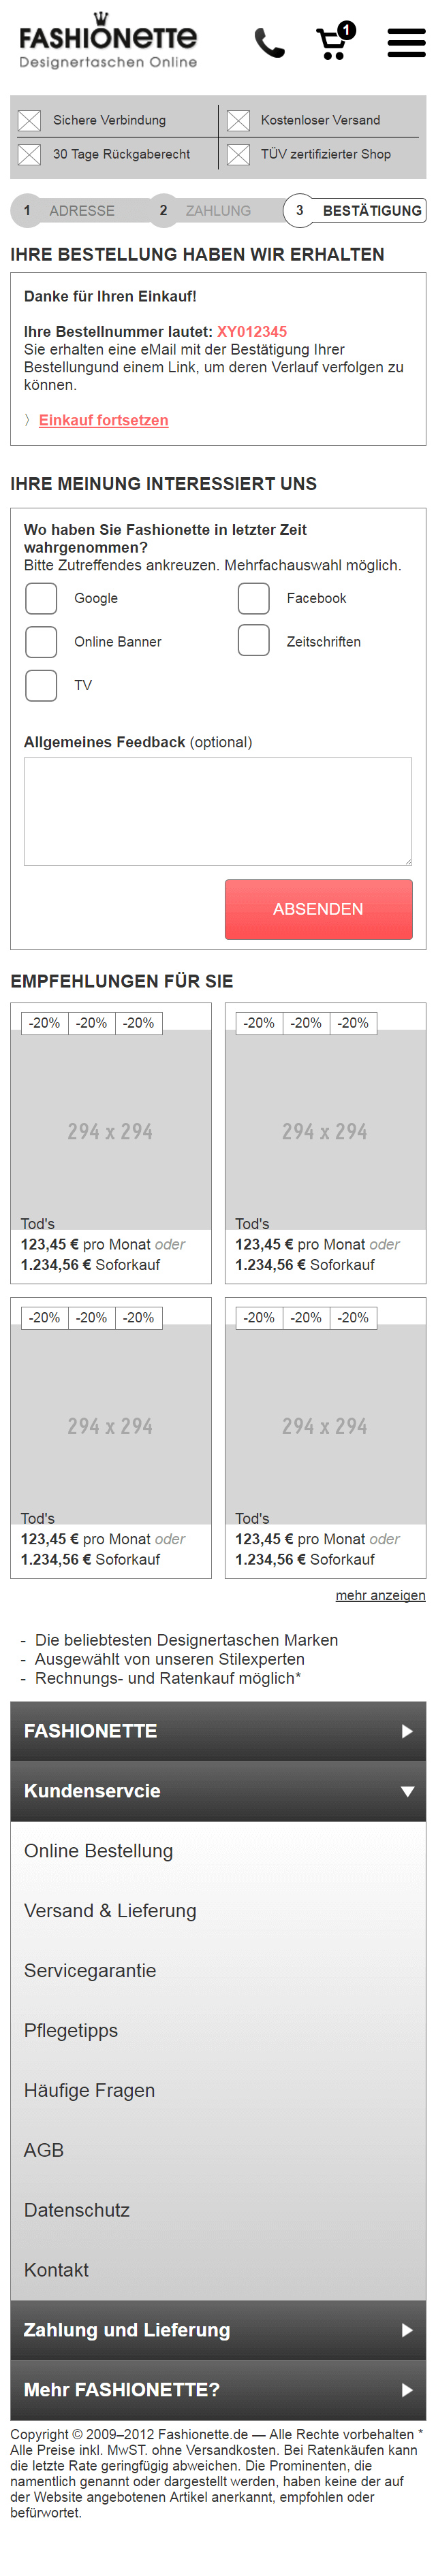 FASHIONETTE
Designertaschen Online
1
Sichere Verbindung
Kostenloser Versand
30 Tage Rückgaberecht
TÜV zertifizierter Shop
1 ADRESSE 2 ZAHLUNG 3 BESTÄTIGUNG
IHRE BESTELLUNG HABEN WIR ERHALTEN
Danke für Ihren Einkauf!
Ihre Bestellnummer lautet: XY012345
Sie erhalten eine eMail mit der Bestätigung Ihrer
Bestellungund einem Link, um deren Verlauf verfolgen zu
können.
〉 Einkauf fortsetzen
IHRE MEINUNG INTERESSIERT UNS
Wo haben Sie Fashionette in letzter Zeit
wahrgenommen?
Bitte Zutreffendes ankreuzen. Mehrfachauswahl möglich.
Google
Facebook
Online Banner
Zeitschriften
TV
Allgemeines Feedback (optional)
ABSENDEN
EMPFEHLUNGEN FÜR SIE
-20% -20% -20%
294 x 294
Tod's
123,45 € pro Monat oder
1.234,56 € Soforkauf
-20% -20% -20%
294 x 294
Tod's
123,45 € pro Monat oder
1.234,56 € Soforkauf
-20% -20% -20%
294 x 294
Tod's
123,45 € pro Monat oder
1.234,56 € Soforkauf
-20% -20% -20%
294 x 294
Tod's
123,45 € pro Monat oder
1.234,56 € Soforkauf
mehr anzeigen
- Die beliebtesten Designertaschen Marken
- Ausgewählt von unseren Stilexperten
- Rechnungs- und Ratenkauf möglich*
FASHIONETTE
Kundenservcie
Online Bestellung
Versand & Lieferung
Servicegarantie
Pflegetipps
Häufige Fragen
AGB
Datenschutz
Kontakt
Zahlung und Lieferung
Mehr FASHIONETTE?
Copyright © 2009–2012 Fashionette.de — Alle Rechte vorbehalten *
Alle Preise inkl. MwST. ohne Versandkosten. Bei Ratenkäufen kann
die letzte Rate geringfügig abweichen. Die Prominenten, die
namentlich genannt oder dargestellt werden, haben keine der auf
der Website angebotenen Artikel anerkannt, empfohlen oder
befürwortet.